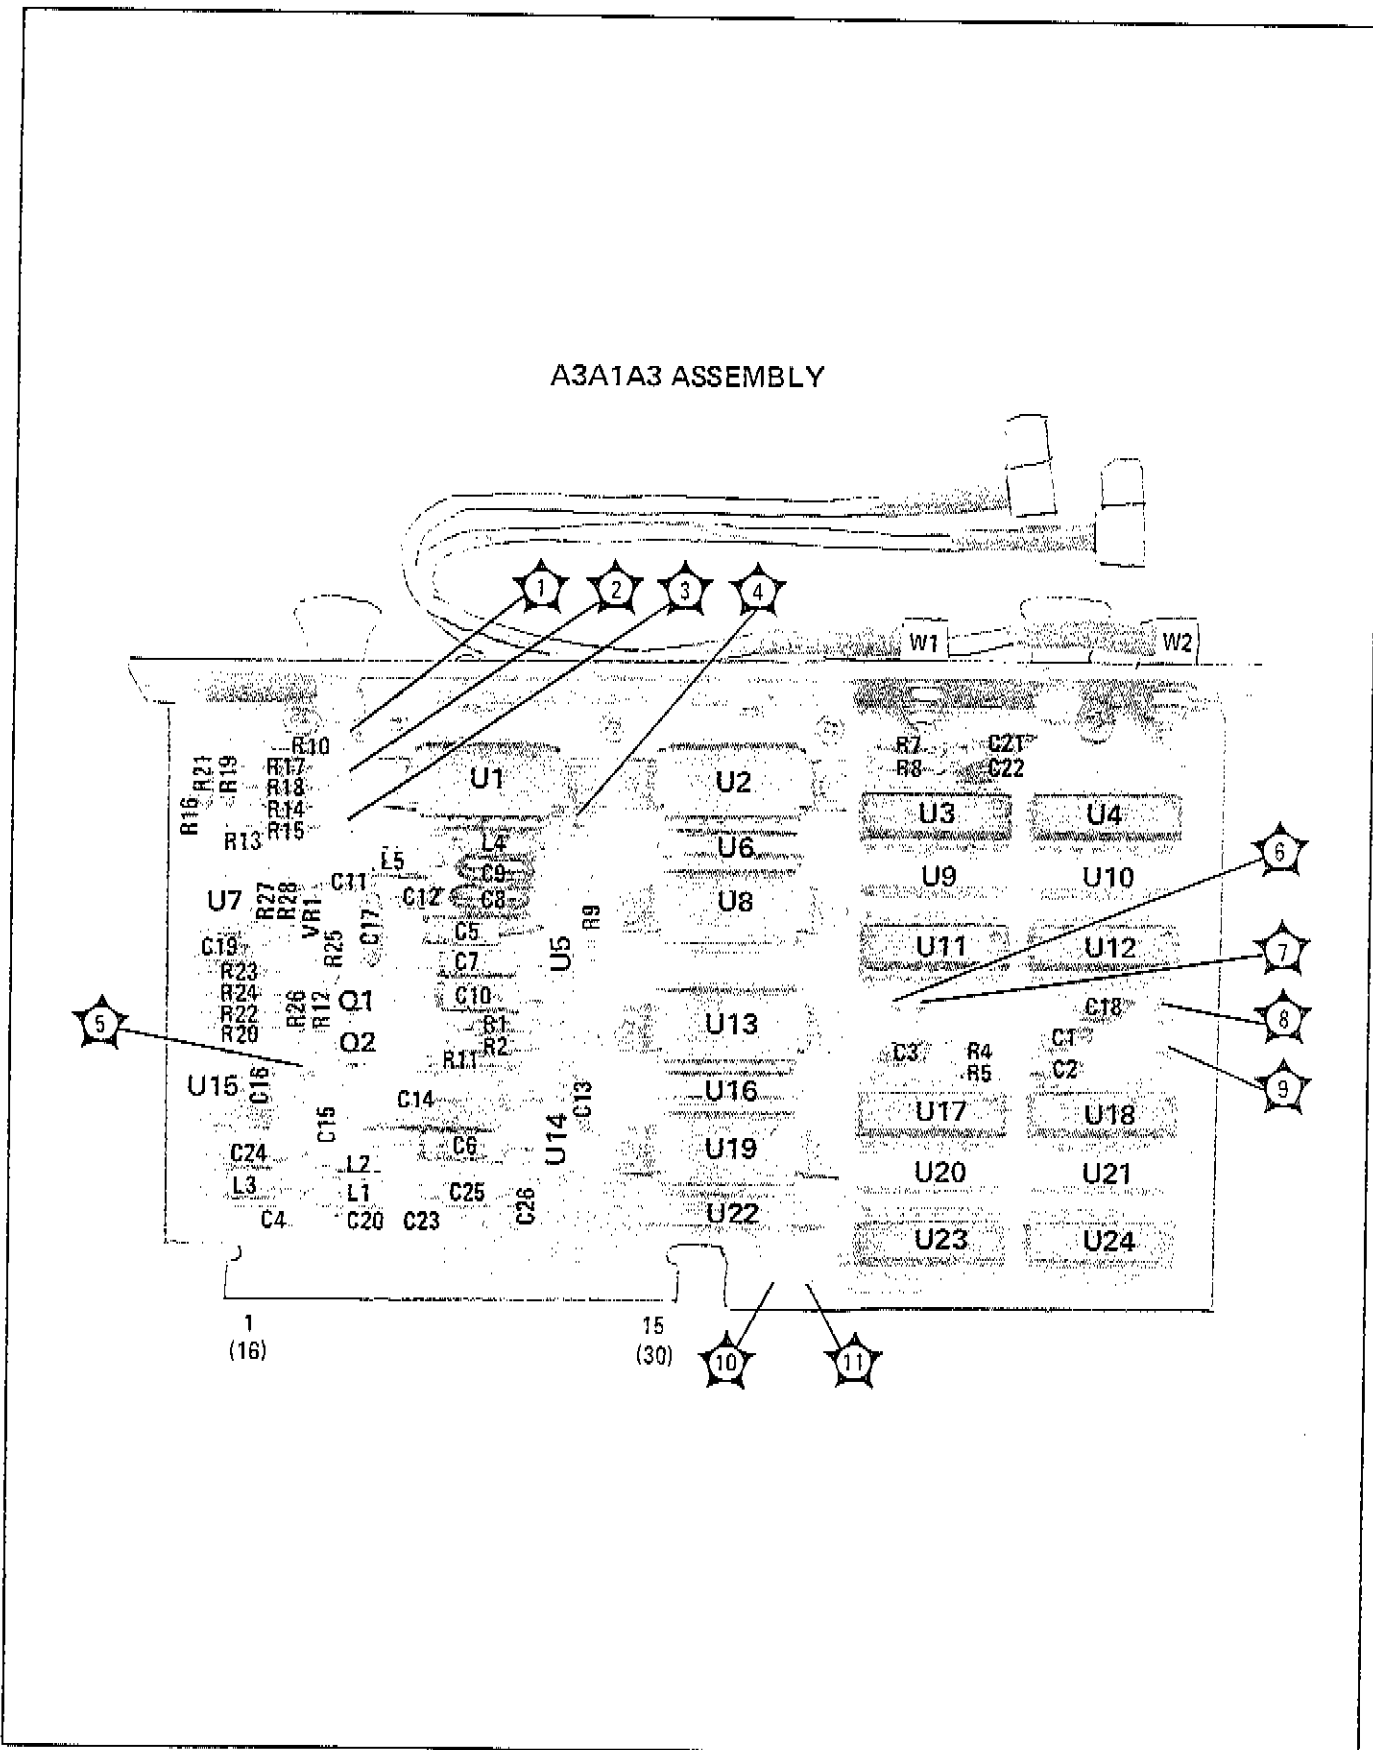 A3A1A3 ASSEMBLY
1 2 3 4
W1 W2
R10 R7 C21
R21 R19 R17 U1 U2 R8 C22
R18
R16 R14 U3 U4
R13 R15 L4 U6 6
L5 C9 U9 U10
C11 C12 C8 U8
U7 R27 R28 VR1 C17 C5 R9
C19 R25 C7 U5 U11 U12 7
R23
R24 R26 R12 Q1 C10 C18
R22 R1 U13 8
5 R20 Q2 R2 C1
R11 C3 R4
R5 C2 9
U15 C16 C14 C13 U16
C15 U17 U18
C24 C6 U14 U19
L2 U20 U21
L3 L1 C25
C4 C20 C23 C26 U22
U23 U24
1 15
(16) (30) 10 11